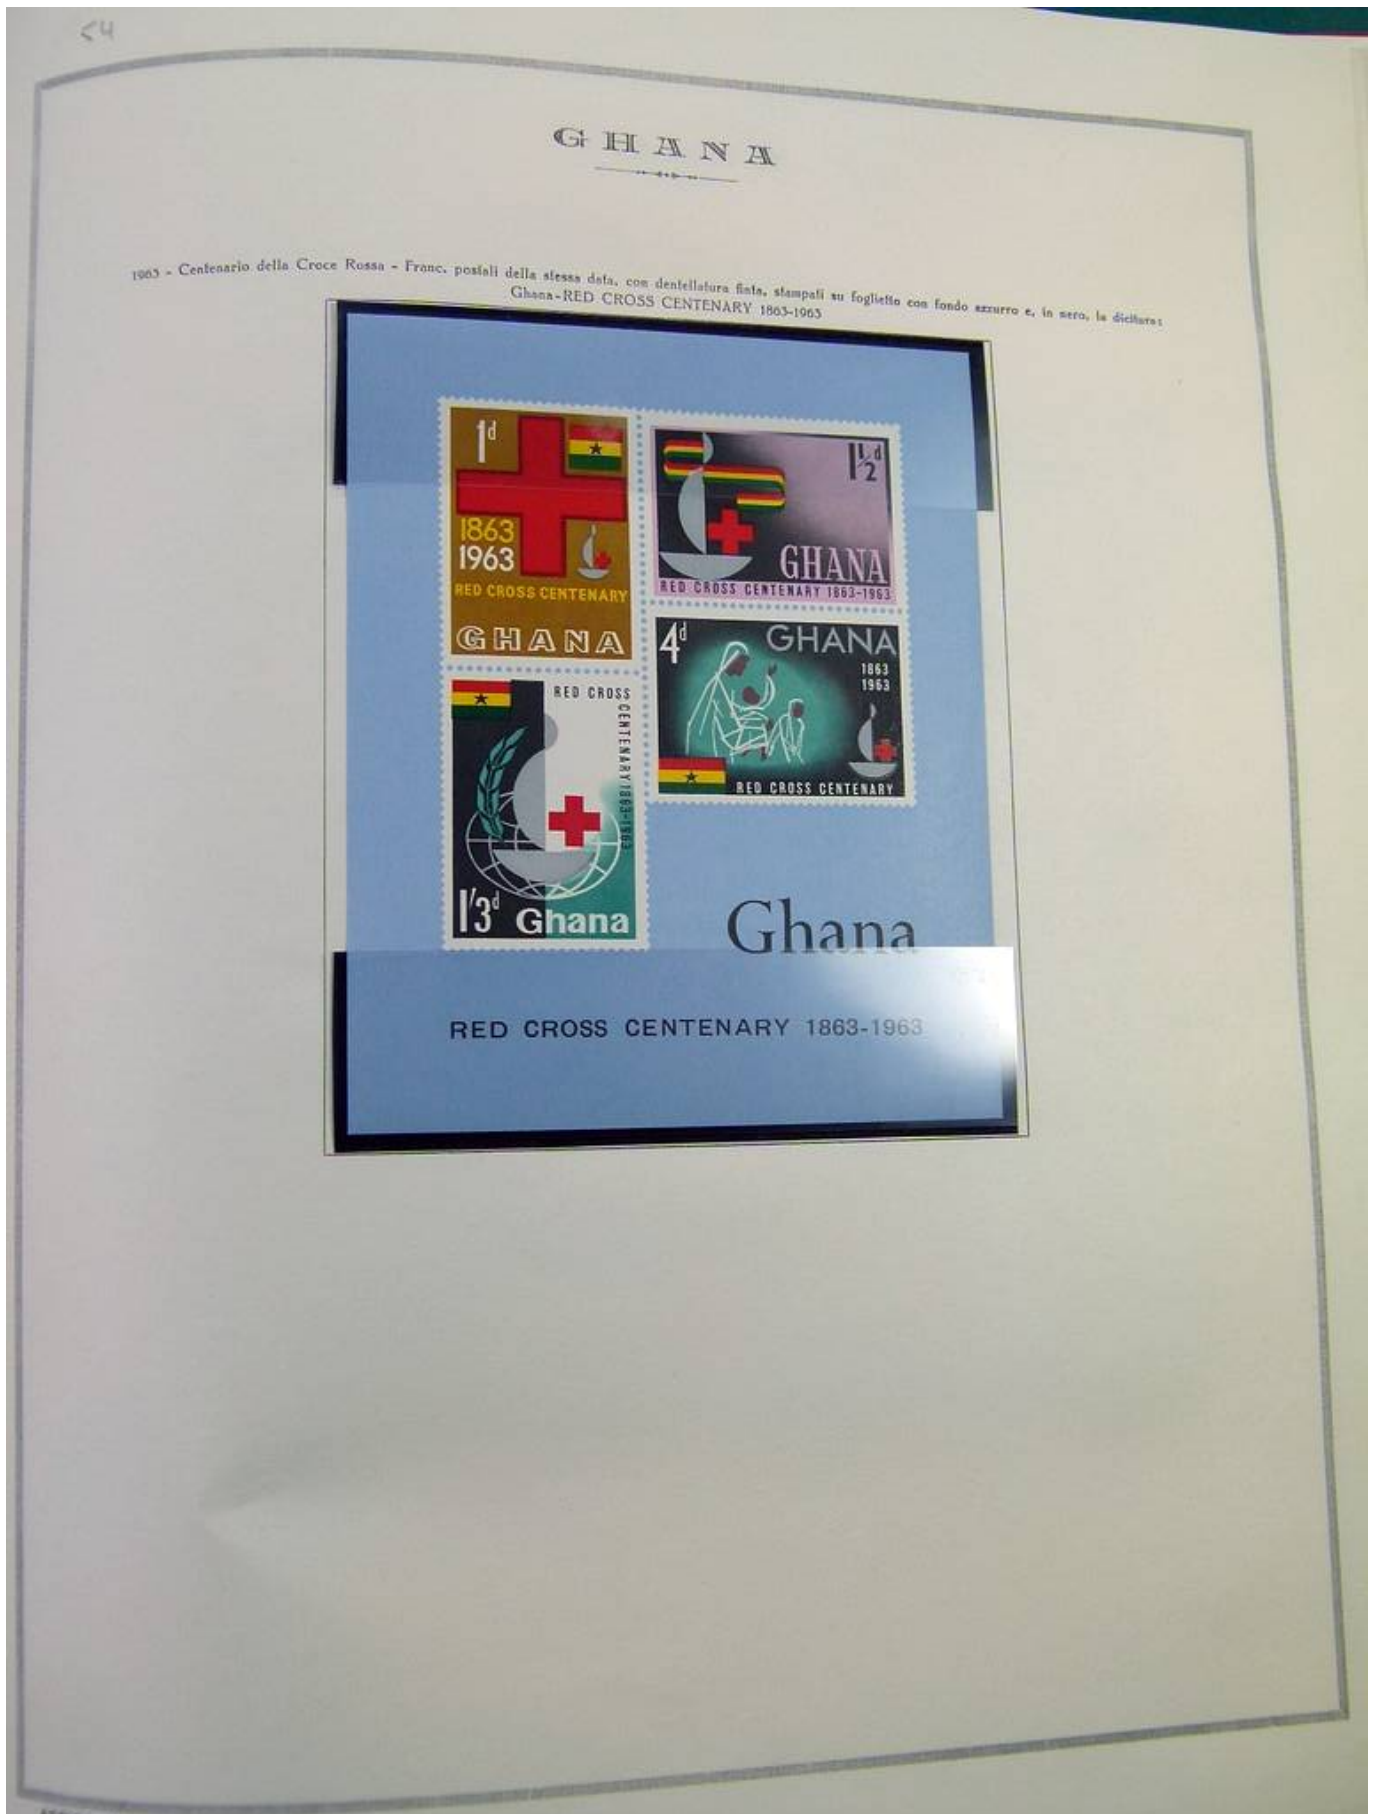 54
GHANA
1963 - Centenario della Croce Rossa - Franc. postali della stessa data, con dentellatura finta, stampati su foglietto con fondo azzurro e, in nero, la dicitura:
Ghana-RED CROSS CENTENARY 1863-1963
1d
1863
1963
RED CROSS CENTENARY
GHANA
1½d
GHANA
RED CROSS CENTENARY 1863-1963
4d
GHANA
1863
1963
RED CROSS CENTENARY
RED CROSS
CENTENARY 1863-1963
1/3d Ghana
Ghana
RED CROSS CENTENARY 1863-1963